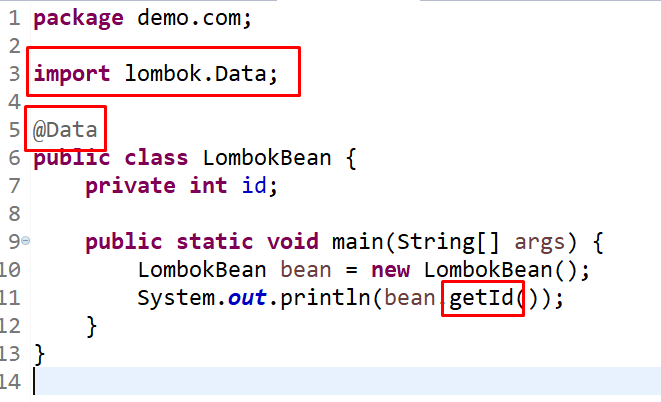 1 package demo.com;
2
3 import lombok.Data;
4
5 @Data
6 public class LombokBean {
7     private int id;
8
9     public static void main(String[] args) {
10         LombokBean bean = new LombokBean();
11         System.out.println(bean.getId());
12     }
13 }
14